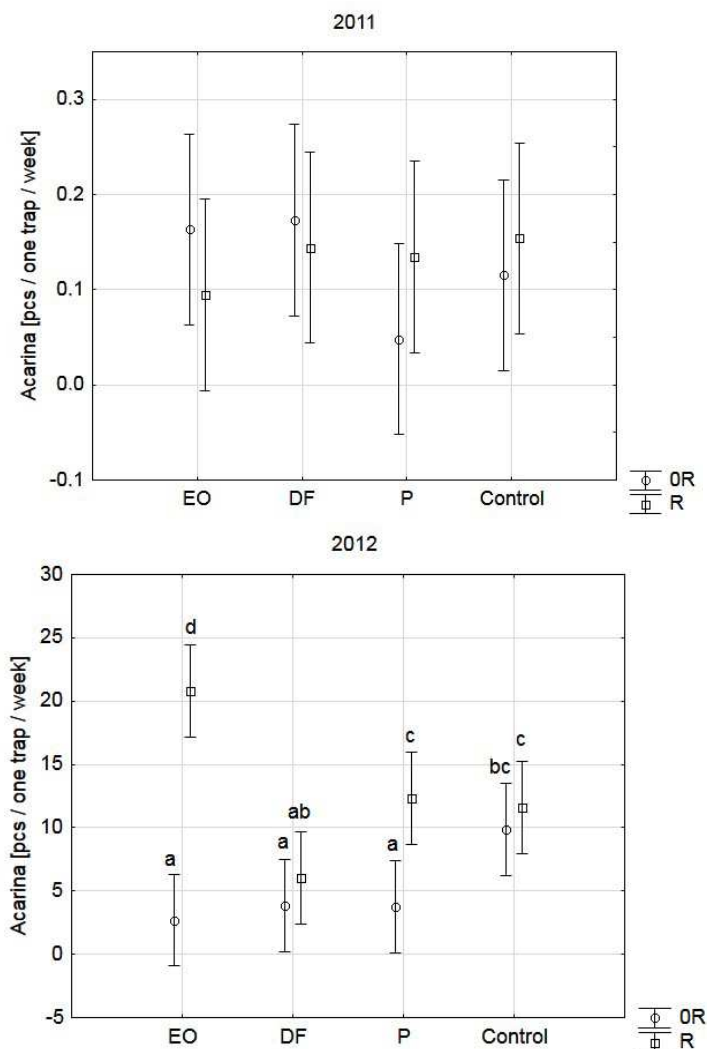 2011
Acarina [pcs / one trap / week]
0.3
0.2
0.1
0.0
-0.1
EO DF P Control
0R
R
2012
Acarina [pcs / one trap / week]
30
25
20
15
10
5
0
-5
d
c
c
bc
ab
a a a
EO DF P Control
0R
R